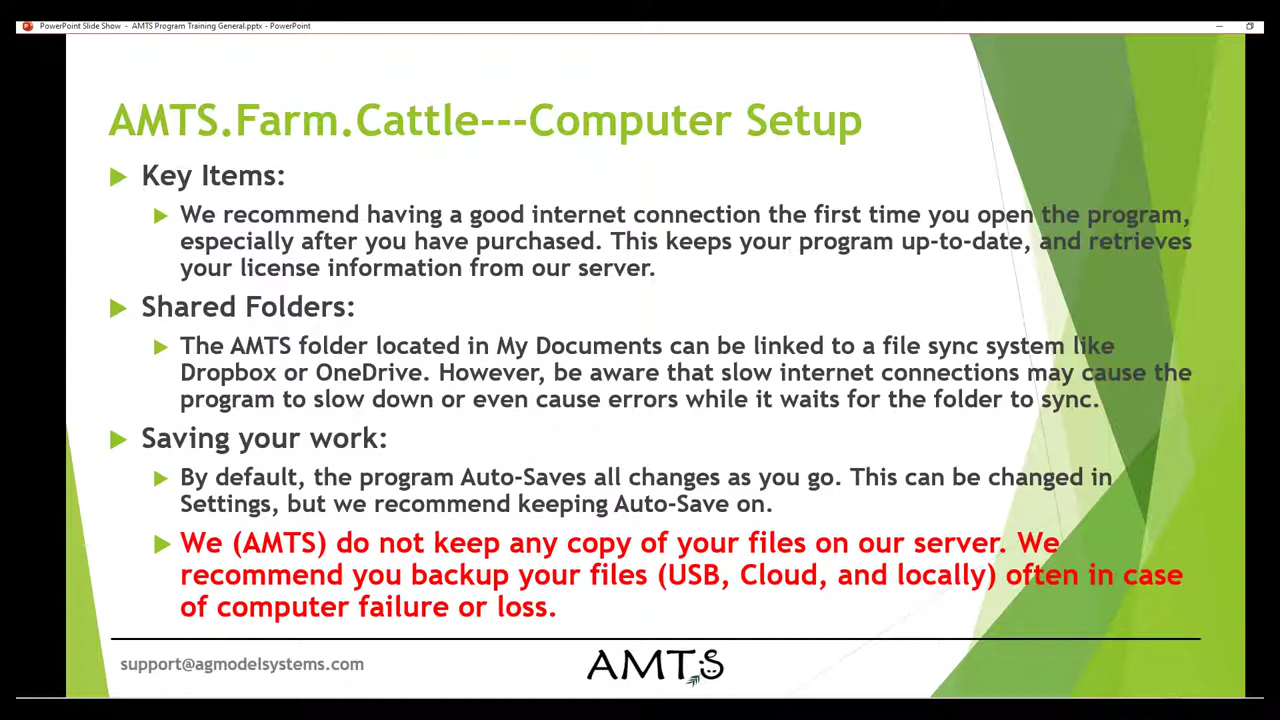 PowerPoint Slide Show - AMTS Program Training General.pptx - PowerPoint
AMTS.Farm.Cattle---Computer Setup
Key Items:
We recommend having a good internet connection the first time you open the program,
especially after you have purchased. This keeps your program up-to-date, and retrieves
your license information from our server.
Shared Folders:
The AMTS folder located in My Documents can be linked to a file sync system like
Dropbox or OneDrive. However, be aware that slow internet connections may cause the
program to slow down or even cause errors while it waits for the folder to sync.
Saving your work:
By default, the program Auto-Saves all changes as you go. This can be changed in
Settings, but we recommend keeping Auto-Save on.
We (AMTS) do not keep any copy of your files on our server. We
recommend you backup your files (USB, Cloud, and locally) often in case
of computer failure or loss.
support@agmodelsystems.com
AMTS